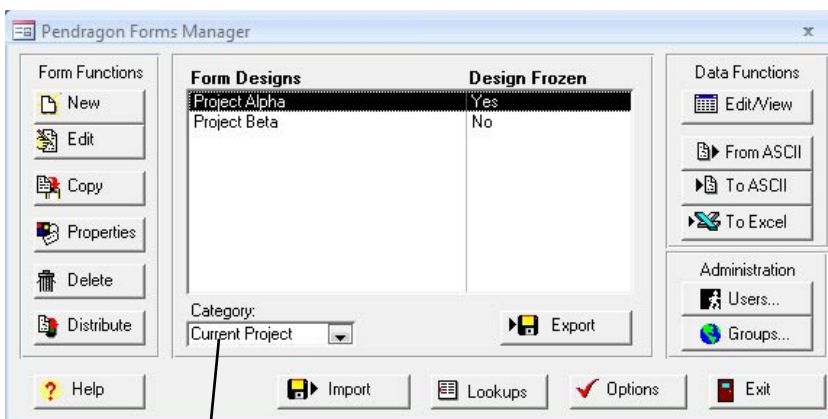 Pendragon Forms Manager
x
Form Functions
New
Edit
Copy
Properties
Delete
Distribute
Form Designs Design Frozen
Project Alpha Yes
Project Beta No
Category:
Current Project
Export
Data Functions
Edit/View
From ASCII
To ASCII
To Excel
Administration
Users...
Groups...
? Help
Import
Lookups
Options
Exit